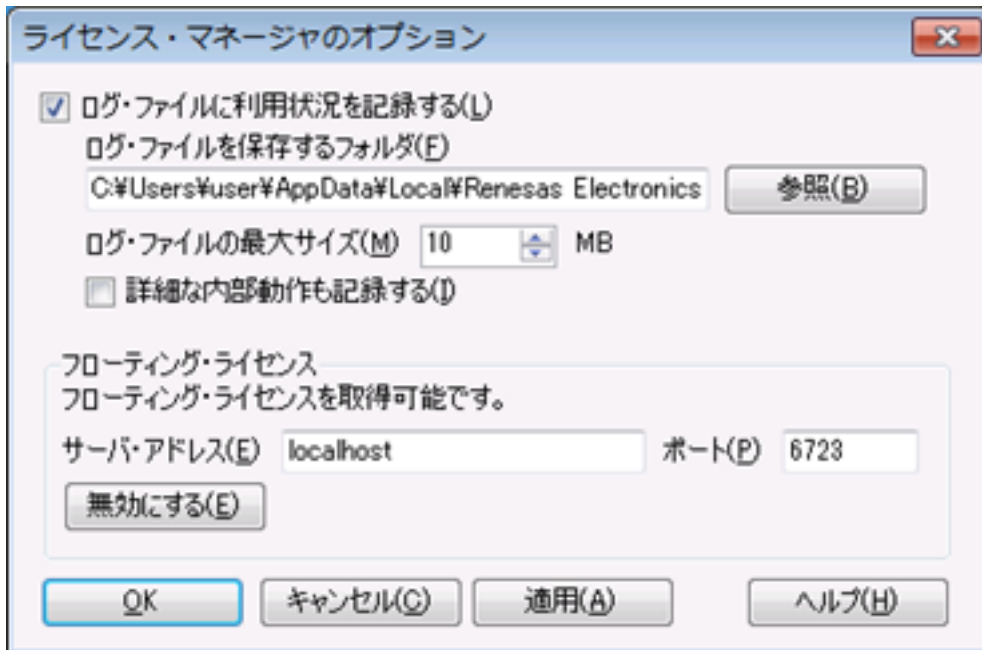 ライセンス・マネージャのオプション
ログ・ファイルに利用状況を記録する(L)
ログ・ファイルを保存するフォルダ(F)
C:¥Users¥user¥AppData¥Local¥Renesas Electronics 参照(B)
ログ・ファイルの最大サイズ(M) 10 MB
詳細な内部動作も記録する(I)
フローティング・ライセンス
フローティング・ライセンスを取得可能です。
サーバ・アドレス(E) localhost ポート(P) 6723
無効にする(E)
OK キャンセル(C) 適用(A) ヘルプ(H)